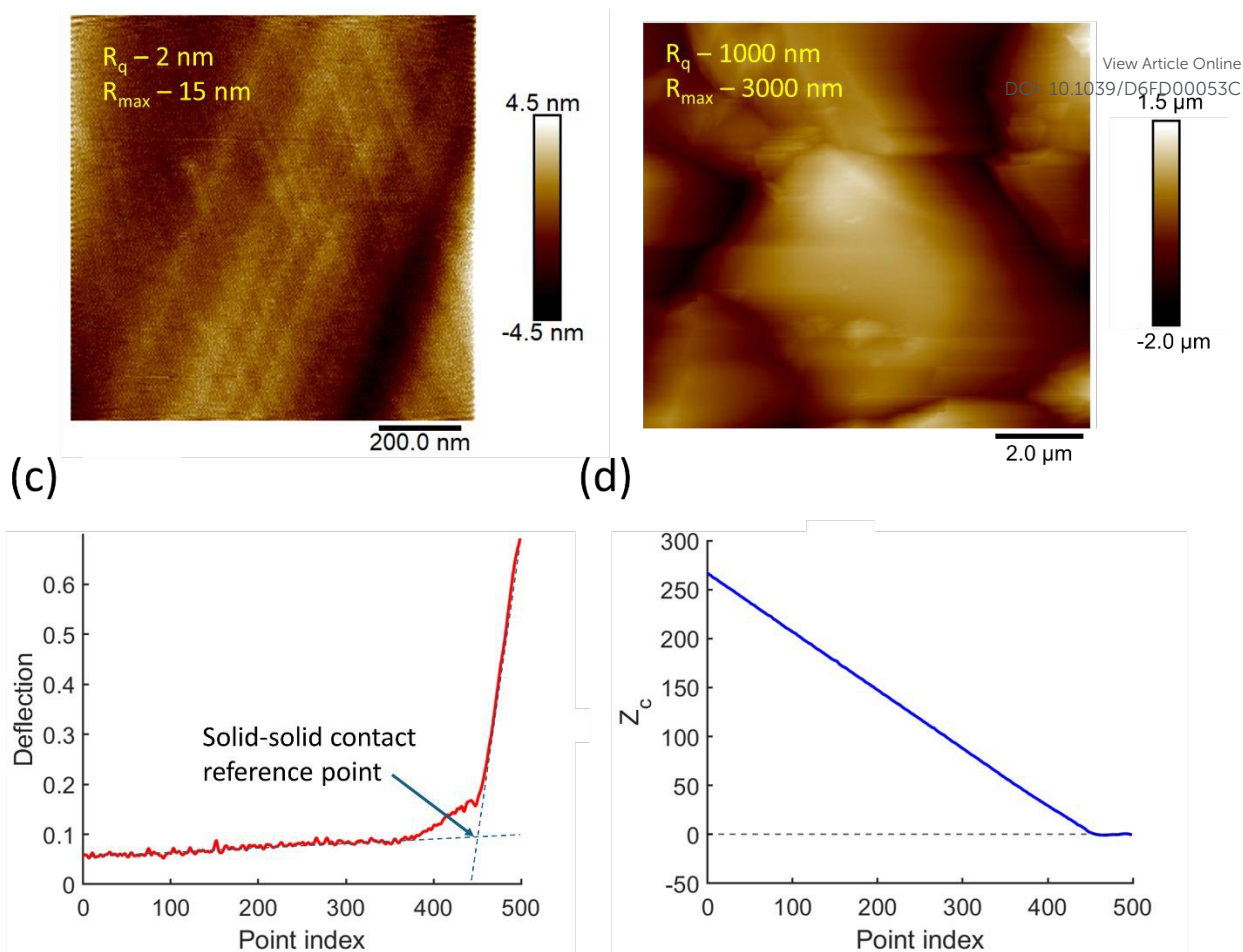 R_q – 2 nm
R_max – 15 nm
4.5 nm
-4.5 nm
200.0 nm
R_q – 1000 nm
R_max – 3000 nm
View Article Online
DOI: 10.1039/D6FD00053C
1.5 µm
-2.0 µm
2.0 µm
(c)
(d)
0.6
0.5
0.4
0.3
0.2
0.1
0
Deflection
Solid-solid contact
reference point
0 100 200 300 400 500
Point index
300
250
200
150
100
50
0
-50
Z_c
0 100 200 300 400 500
Point index